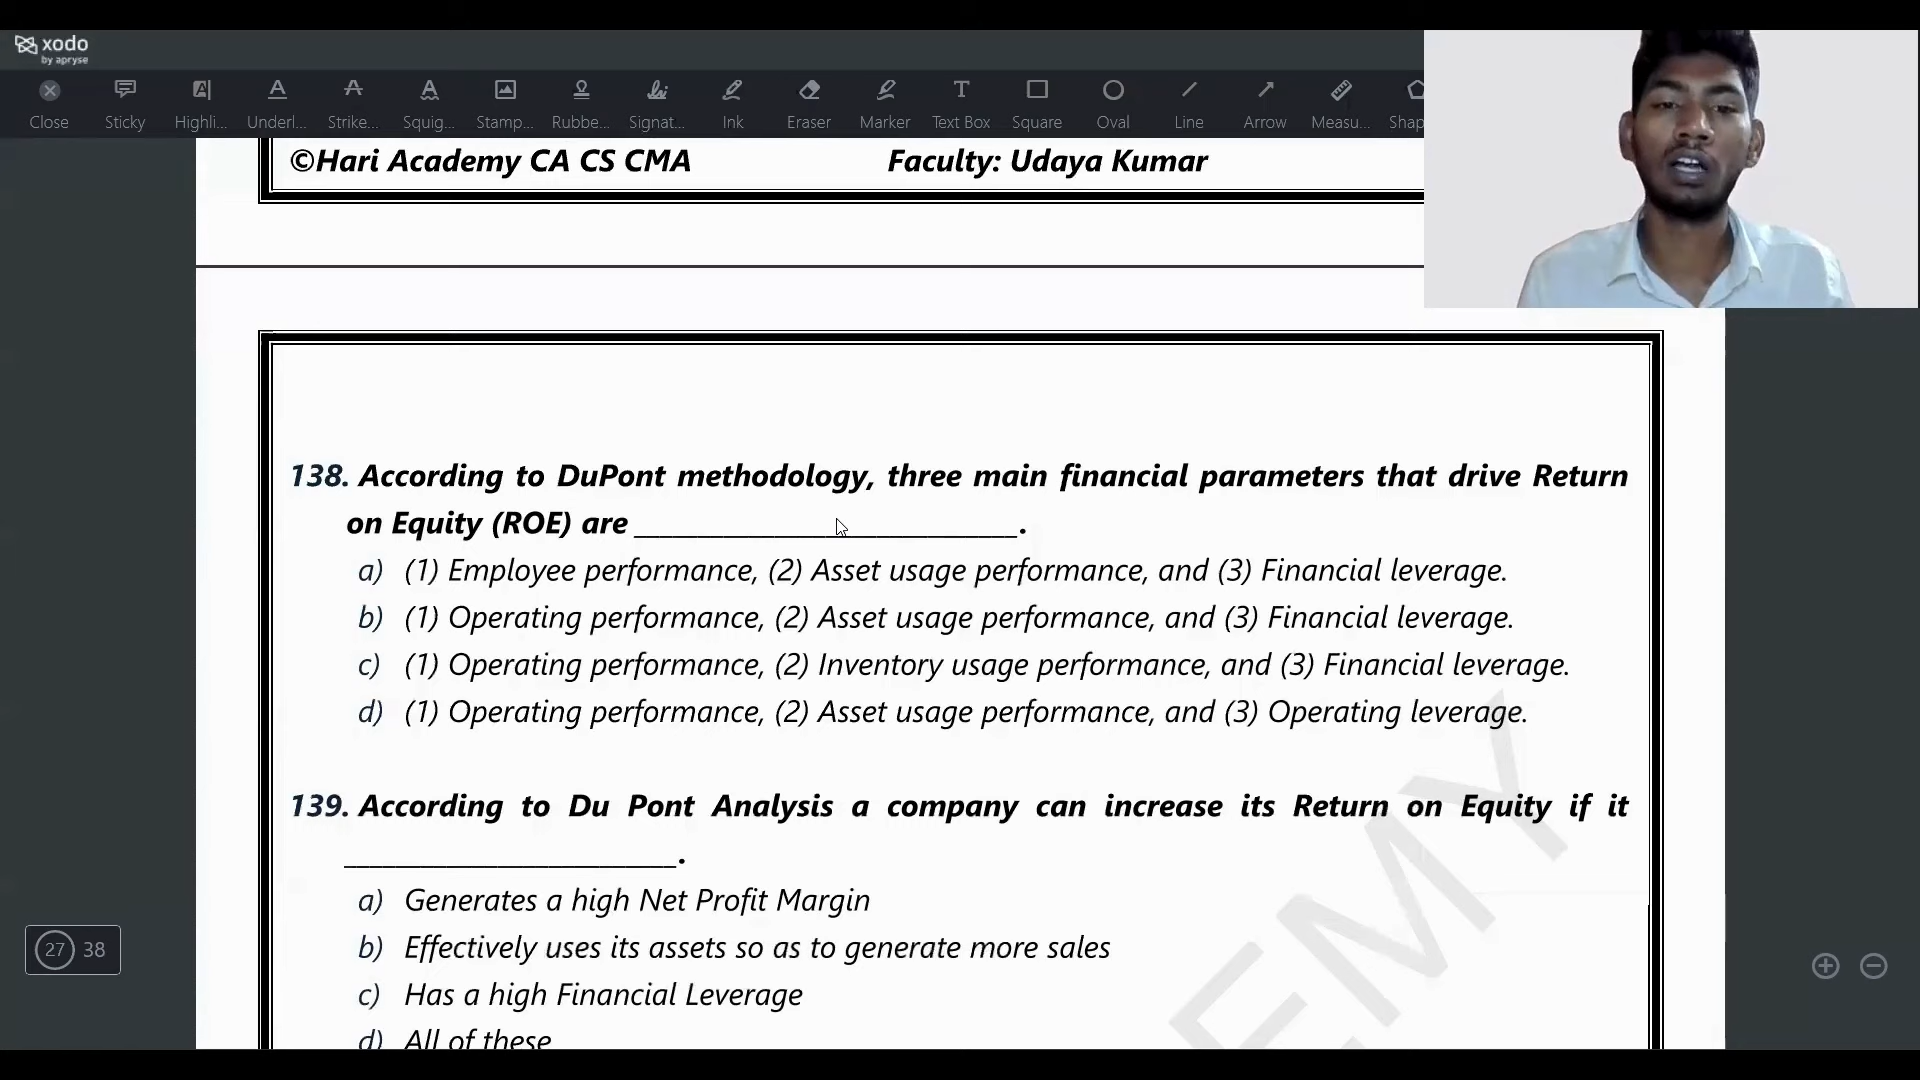 xodo
by apryse
Close Sticky Highli... Underl... Strike... Squig... Stamp... Rubbe... Signat... Ink Eraser Marker Text Box Square Oval Line Arrow Measu... Shap
©Hari Academy CA CS CMA Faculty: Udaya Kumar
138. According to DuPont methodology, three main financial parameters that drive Return
on Equity (ROE) are ______________________________.
a) (1) Employee performance, (2) Asset usage performance, and (3) Financial leverage.
b) (1) Operating performance, (2) Asset usage performance, and (3) Financial leverage.
c) (1) Operating performance, (2) Inventory usage performance, and (3) Financial leverage.
d) (1) Operating performance, (2) Asset usage performance, and (3) Operating leverage.
139. According to Du Pont Analysis a company can increase its Return on Equity if it
__________________________.
a) Generates a high Net Profit Margin
b) Effectively uses its assets so as to generate more sales
c) Has a high Financial Leverage
d) All of these
27 38
EMY